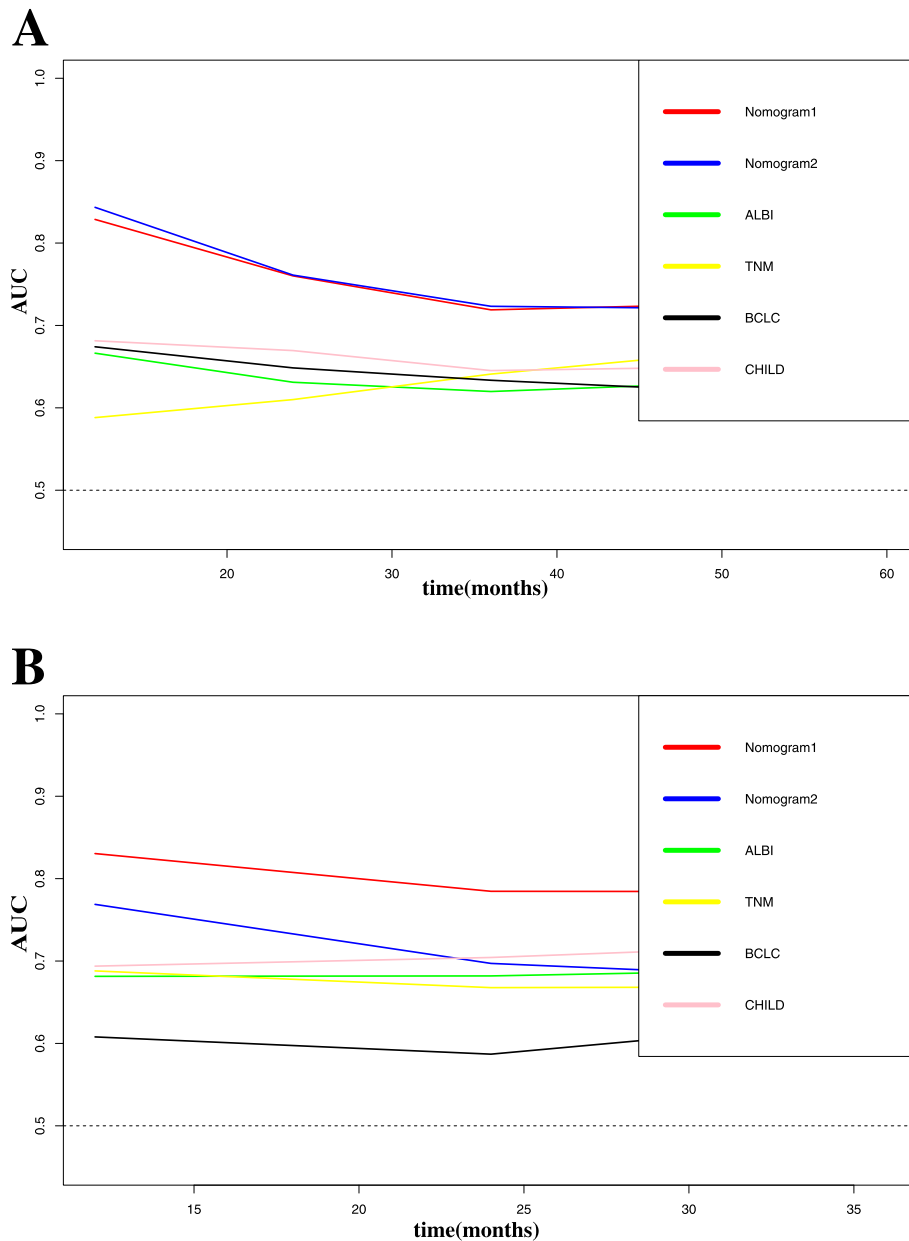 A
1.0
0.9
0.8
0.7
0.6
0.5
AUC
Nomogram1
Nomogram2
ALBI
TNM
BCLC
CHILD
20 30 40 50 60
time(months)
B
1.0
0.9
0.8
0.7
0.6
0.5
AUC
Nomogram1
Nomogram2
ALBI
TNM
BCLC
CHILD
15 20 25 30 35
time(months)